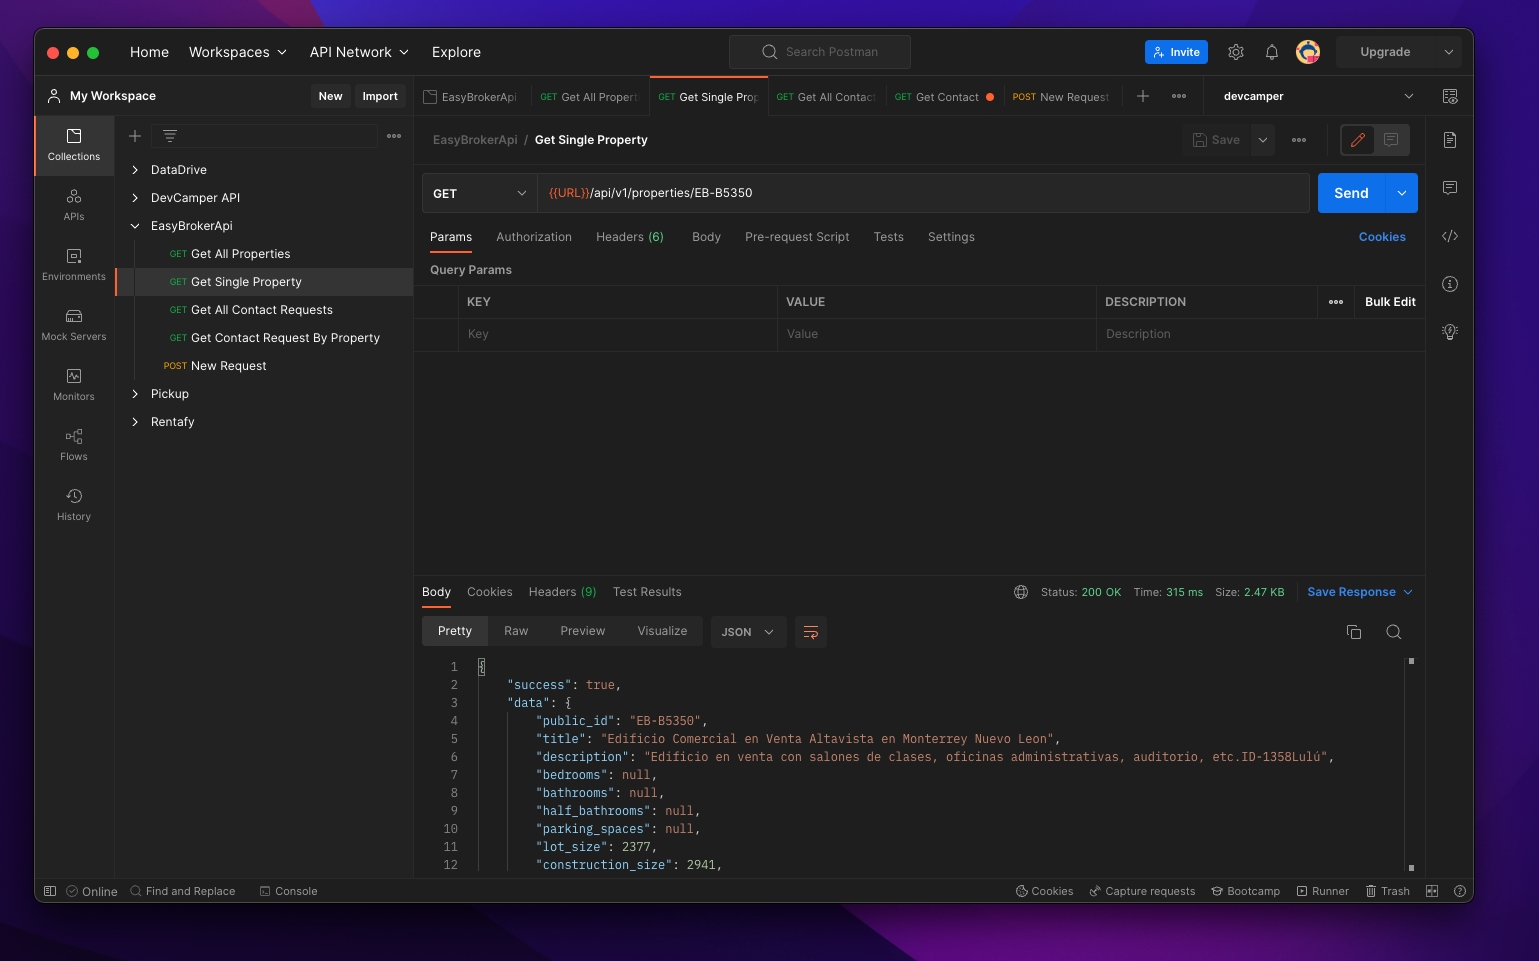 Home Workspaces API Network Explore Search Postman Invite Upgrade
My Workspace New Import EasyBrokerApi GET Get All Propert GET Get Single Prop GET Get All Contact GET Get Contact POST New Request devcamper
Collections
APIs
Environments
Mock Servers
Monitors
Flows
History
DataDrive
DevCamper API
EasyBrokerApi
GET Get All Properties
GET Get Single Property
GET Get All Contact Requests
GET Get Contact Request By Property
POST New Request
Pickup
Rentafy
EasyBrokerApi / Get Single Property Save
GET {{URL}}/api/v1/properties/EB-B5350 Send
Params Authorization Headers (6) Body Pre-request Script Tests Settings Cookies
Query Params
KEY VALUE DESCRIPTION Bulk Edit
Key Value Description
Body Cookies Headers (9) Test Results Status: 200 OK Time: 315 ms Size: 2.47 KB Save Response
Pretty Raw Preview Visualize JSON
1 {
2 "success": true,
3 "data": {
4 "public_id": "EB-B5350",
5 "title": "Edificio Comercial en Venta Altavista en Monterrey Nuevo Leon",
6 "description": "Edificio en venta con salones de clases, oficinas administrativas, auditorio, etc.ID-1358Lulú",
7 "bedrooms": null,
8 "bathrooms": null,
9 "half_bathrooms": null,
10 "parking_spaces": null,
11 "lot_size": 2377,
12 "construction_size": 2941,
Online Find and Replace Console Cookies Capture requests Bootcamp Runner Trash